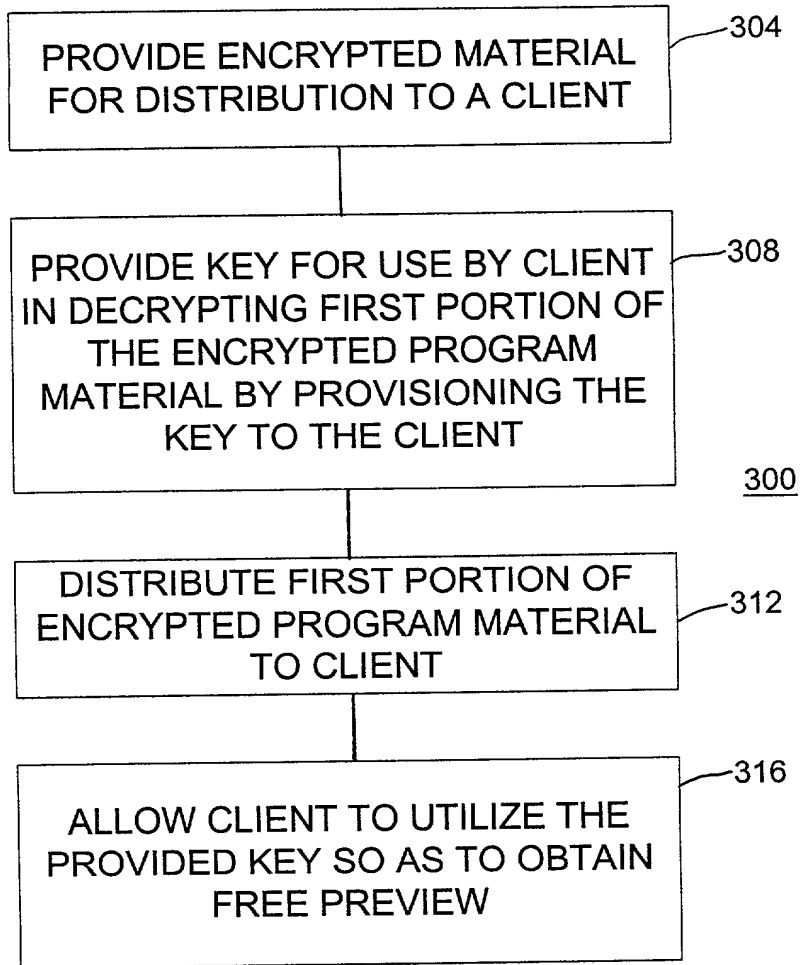 PROVIDE ENCRYPTED MATERIAL
FOR DISTRIBUTION TO A CLIENT
304
PROVIDE KEY FOR USE BY CLIENT
IN DECRYPTING FIRST PORTION OF
THE ENCRYPTED PROGRAM
MATERIAL BY PROVISIONING THE
KEY TO THE CLIENT
308
300
DISTRIBUTE FIRST PORTION OF
ENCRYPTED PROGRAM MATERIAL
TO CLIENT
312
ALLOW CLIENT TO UTILIZE THE
PROVIDED KEY SO AS TO OBTAIN
FREE PREVIEW
316